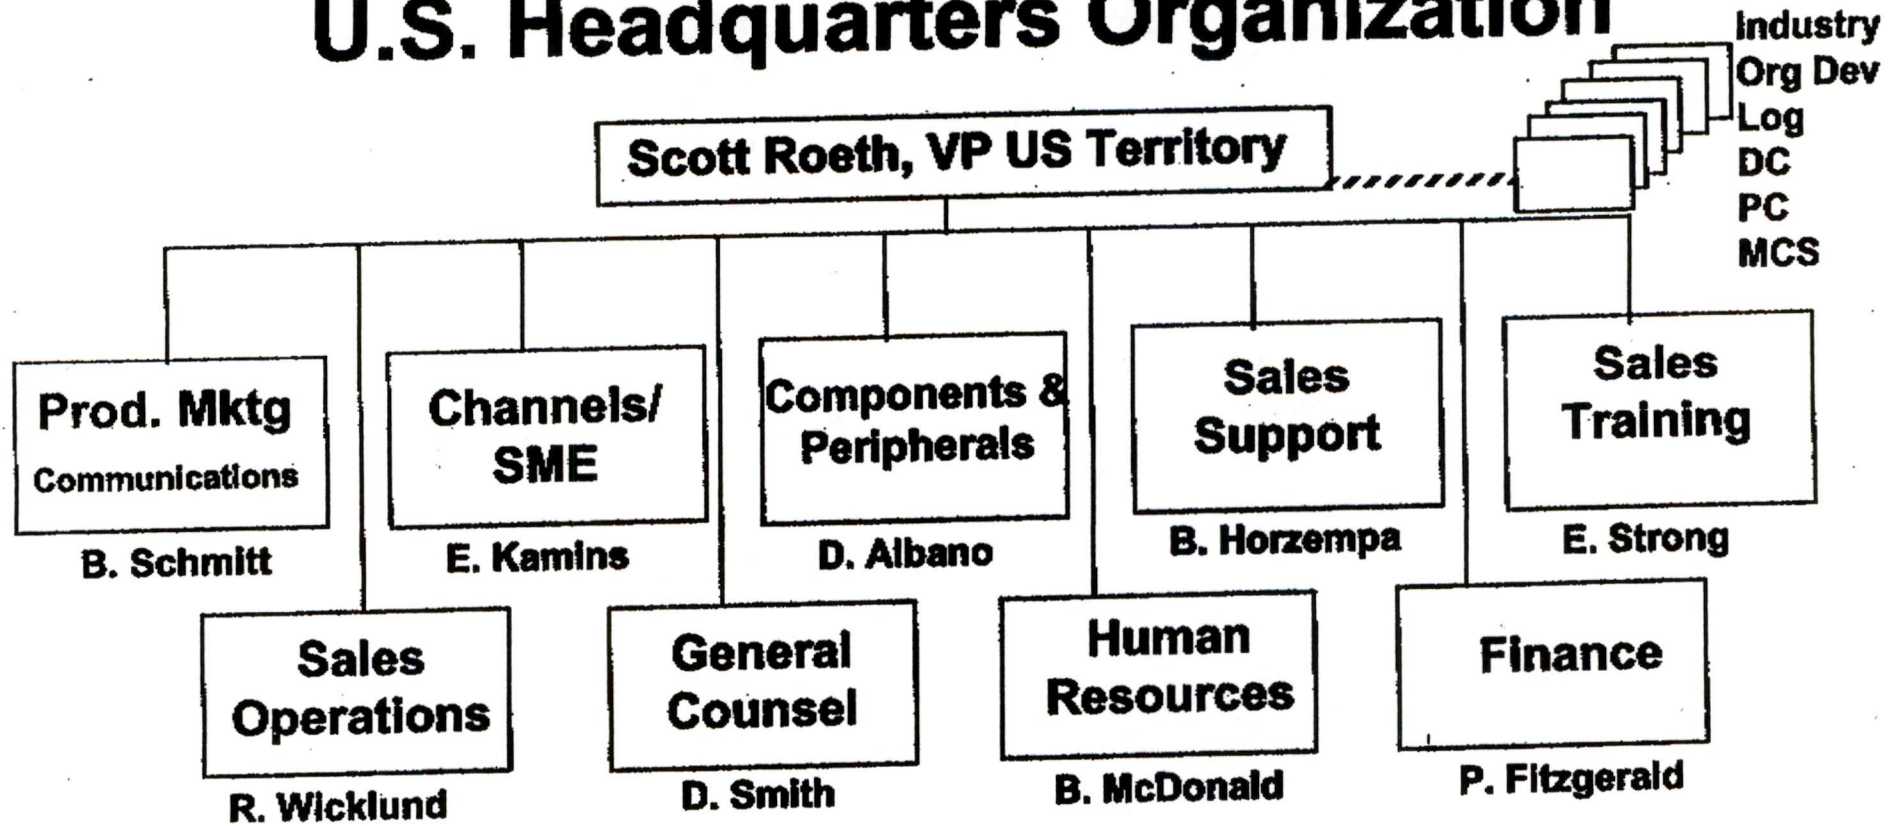 U.S. Headquarters Organization
Industry
Org Dev
Log
DC
PC
MCS
Scott Roeth, VP US Territory
Prod. Mktg
Communications
B. Schmitt
Channels/
SME
E. Kamins
Components &
Peripherals
D. Albano
Sales
Support
B. Horzempa
Sales
Training
E. Strong
Sales
Operations
R. Wicklund
General
Counsel
D. Smith
Human
Resources
B. McDonald
Finance
P. Fitzgerald